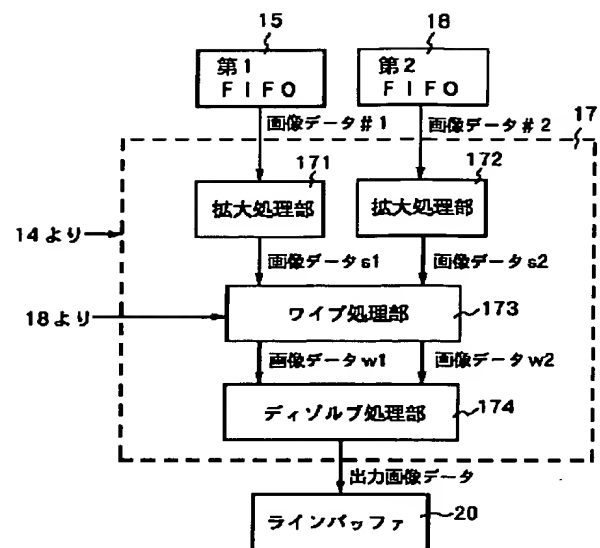 15
18
第1
FIFO
第2
FIFO
17
画像データ#1
画像データ#2
171
172
拡大処理部
拡大処理部
14より
画像データs1
画像データs2
18より
ワイプ処理部
173
画像データw1
画像データw2
ディゾルブ処理部
174
出力画像データ
ラインバッファ
20